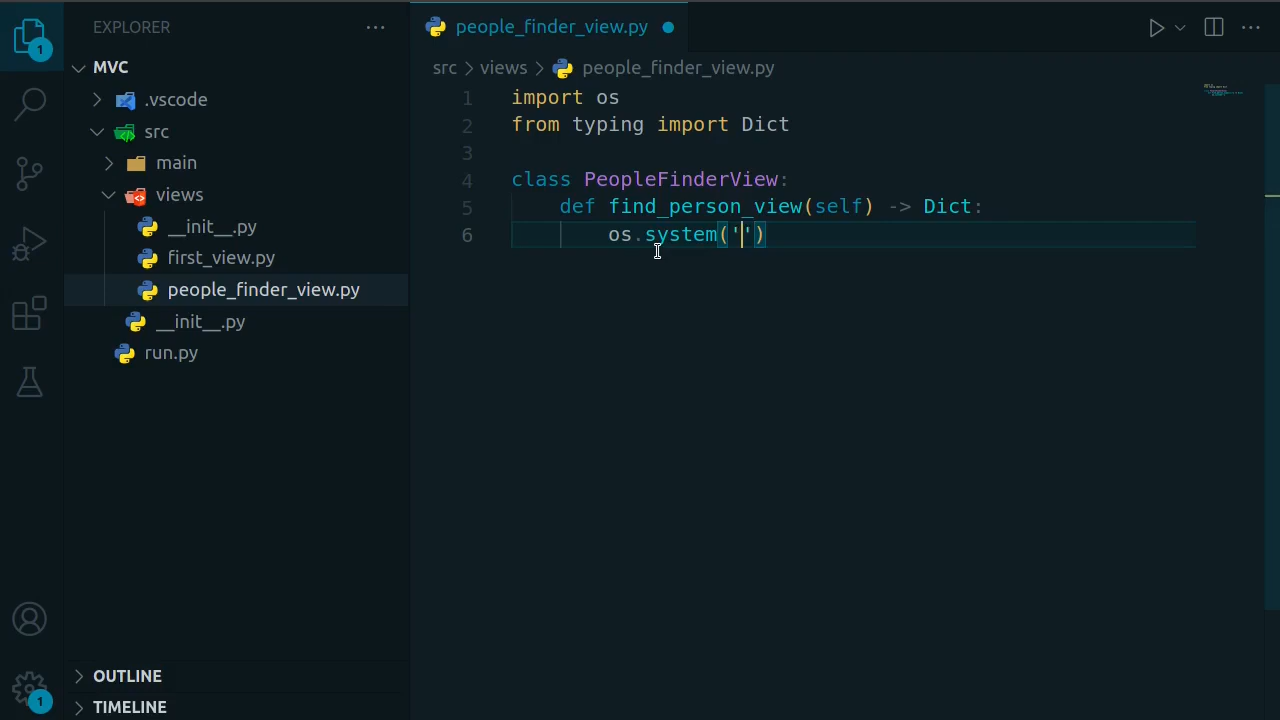 EXPLORER
MVC
.vscode
src
main
views
__init__.py
first_view.py
people_finder_view.py
__init__.py
run.py
OUTLINE
TIMELINE
1
1
people_finder_view.py
src > views > people_finder_view.py
1 import os
2 from typing import Dict
3
4 class PeopleFinderView:
5     def find_person_view(self) -> Dict:
6         os.system('')